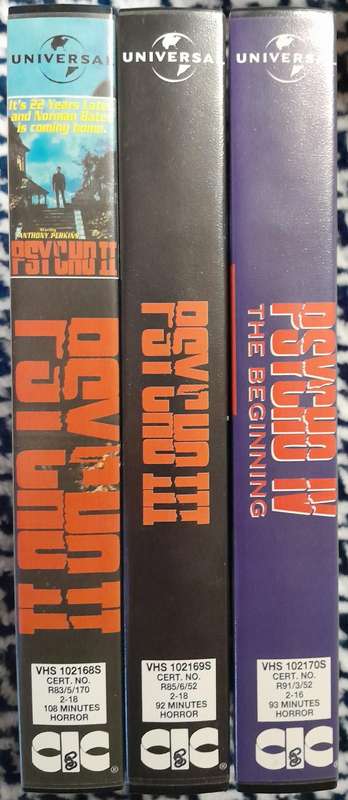 UNIVERSAL
It's 22 Years Later
and Norman Bates
is coming home.
Starring
ANTHONY PERKINS
PSYCHO II
PSYCHO II
VHS 102168S
CERT. NO.
R83/5/170
2-18
108 MINUTES
HORROR
CIC
®
UNIVERSAL
PSYCHO III
VHS 102169S
CERT. NO.
R85/6/52
2-18
92 MINUTES
HORROR
CIC
®
UNIVERSAL
PSYCHO IV
THE BEGINNING
VHS 102170S
CERT. NO.
R91/3/52
2-16
93 MINUTES
HORROR
CIC
®